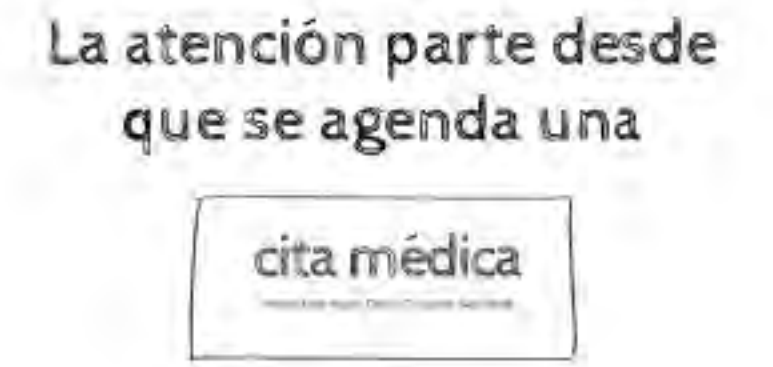 La atención parte desde
que se agenda una
cita médica